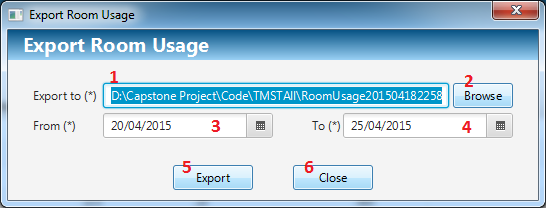 Export Room Usage
Export Room Usage
1 2
Export to (*) D:\Capstone Project\Code\TMSTAll\RoomUsage201504182258 Browse
From (*) 20/04/2015 3 To (*) 25/04/2015 4
5 6
Export Close